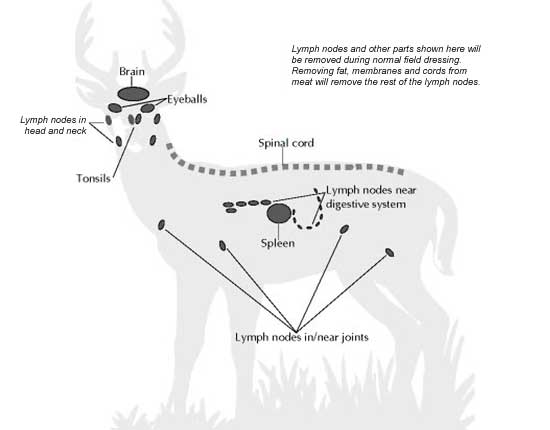 Lymph nodes and other parts shown here will
be removed during normal field dressing.
Removing fat, membranes and cords from
meat will remove the rest of the lymph nodes.
Brain
Eyeballs
Lymph nodes in
head and neck
Tonsils
Spinal cord
Lymph nodes near
digestive system
Spleen
Lymph nodes in/near joints